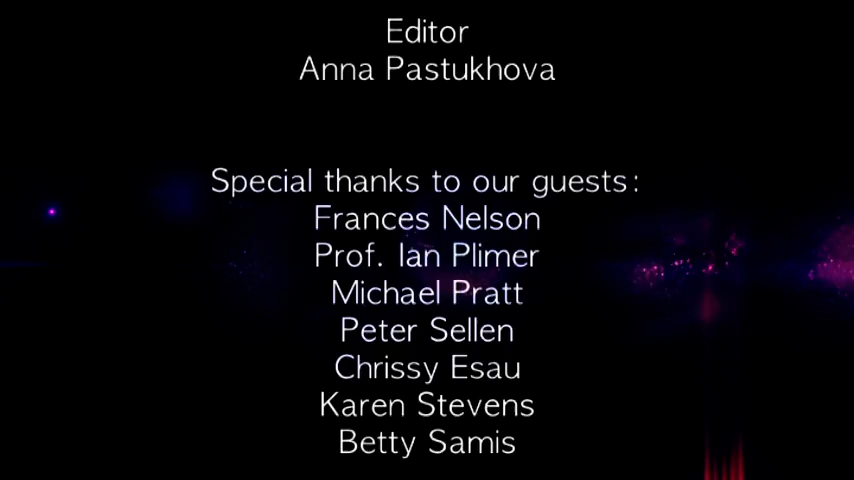 Editor
Anna Pastukhova
Special thanks to our guests:
Frances Nelson
Prof. Ian Plimer
Michael Pratt
Peter Sellen
Chrissy Esau
Karen Stevens
Betty Samis